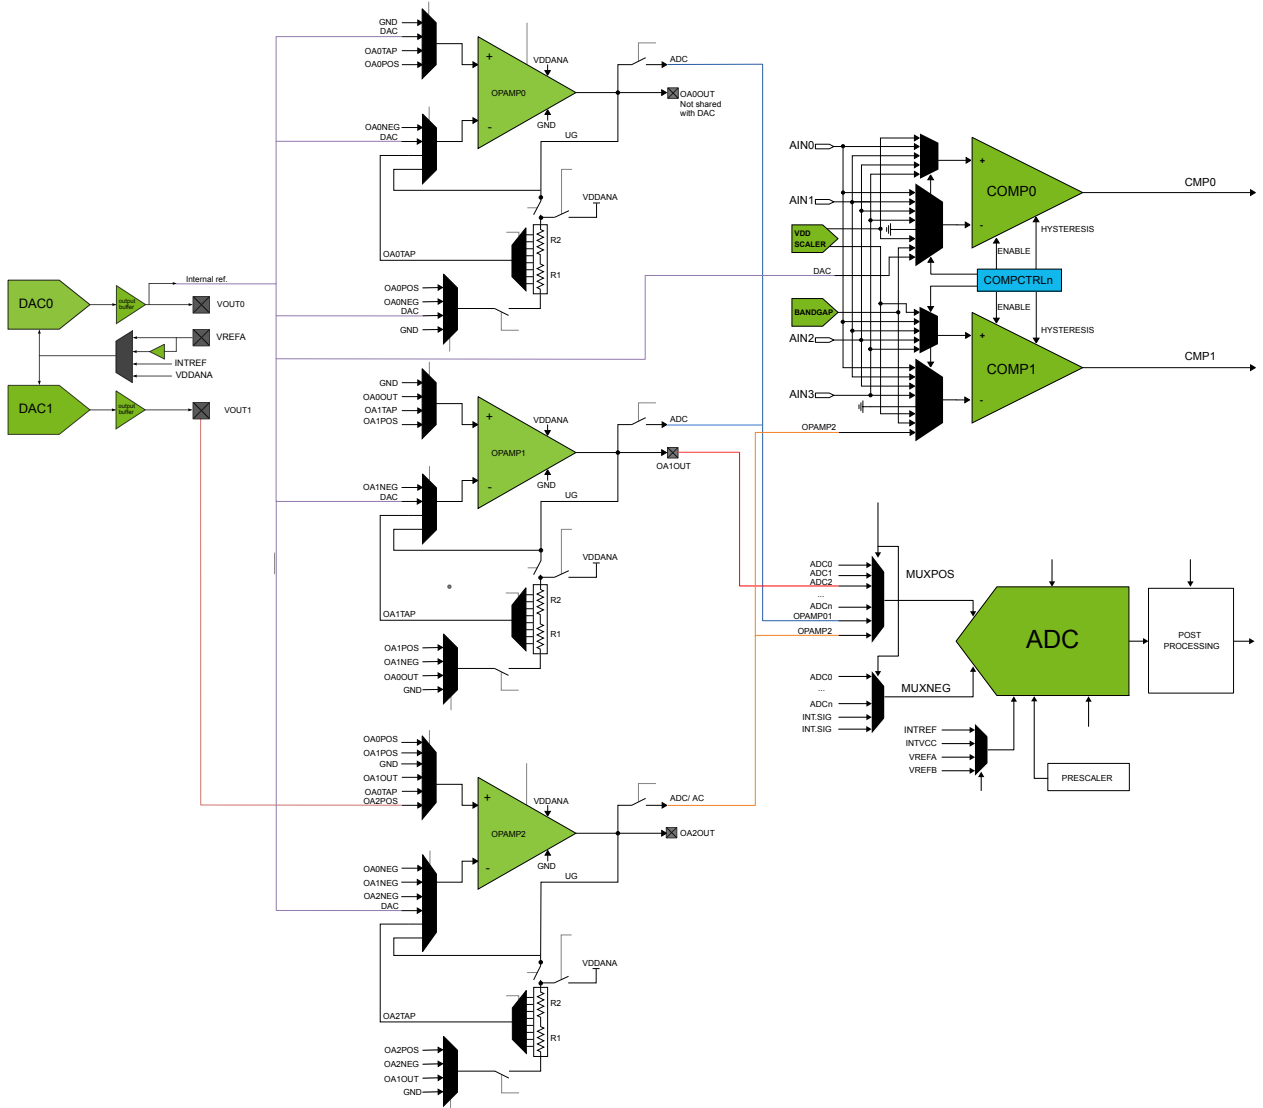 DAC0
output
buffer
Internal ref.
VOUT0
VREFA
INTREF
VDDANA
DAC1
output
buffer
VOUT1
GND
DAC
OA0TAP
OA0POS
OPAMP0
+
-
VDDANA
GND
ADC
OA0OUT
Not shared
with DAC
UG
OA0NEG
DAC
VDDANA
R2
R1
OA0TAP
OA0POS
OA0NEG
DAC
GND
GND
OA0OUT
OA1TAP
OA1POS
OPAMP1
+
-
VDDANA
GND
ADC
OA1OUT
UG
OA1NEG
DAC
VDDANA
R2
R1
OA1TAP
OA1POS
OA1NEG
OA0OUT
GND
OA0POS
OA1POS
GND
OA1OUT
OA0TAP
OA2POS
OPAMP2
+
-
VDDANA
GND
ADC/ AC
OA2OUT
UG
OA0NEG
OA1NEG
OA2NEG
DAC
VDDANA
R2
R1
OA2TAP
OA2POS
OA2NEG
OA1OUT
GND
AIN0
AIN1
VDD
SCALER
DAC
BANDGAP
AIN2
AIN3
OPAMP2
+
COMP0
-
CMP0
HYSTERESIS
ENABLE
COMPCTRLn
ENABLE
HYSTERESIS
+
COMP1
-
CMP1
ADC0
ADC1
ADC2
...
ADCn
OPAMP01
OPAMP2
MUXPOS
ADC0
...
ADCn
INT.SIG
INT.SIG
MUXNEG
ADC
POST
PROCESSING
INTREF
INTVCC
VREFA
VREFB
PRESCALER